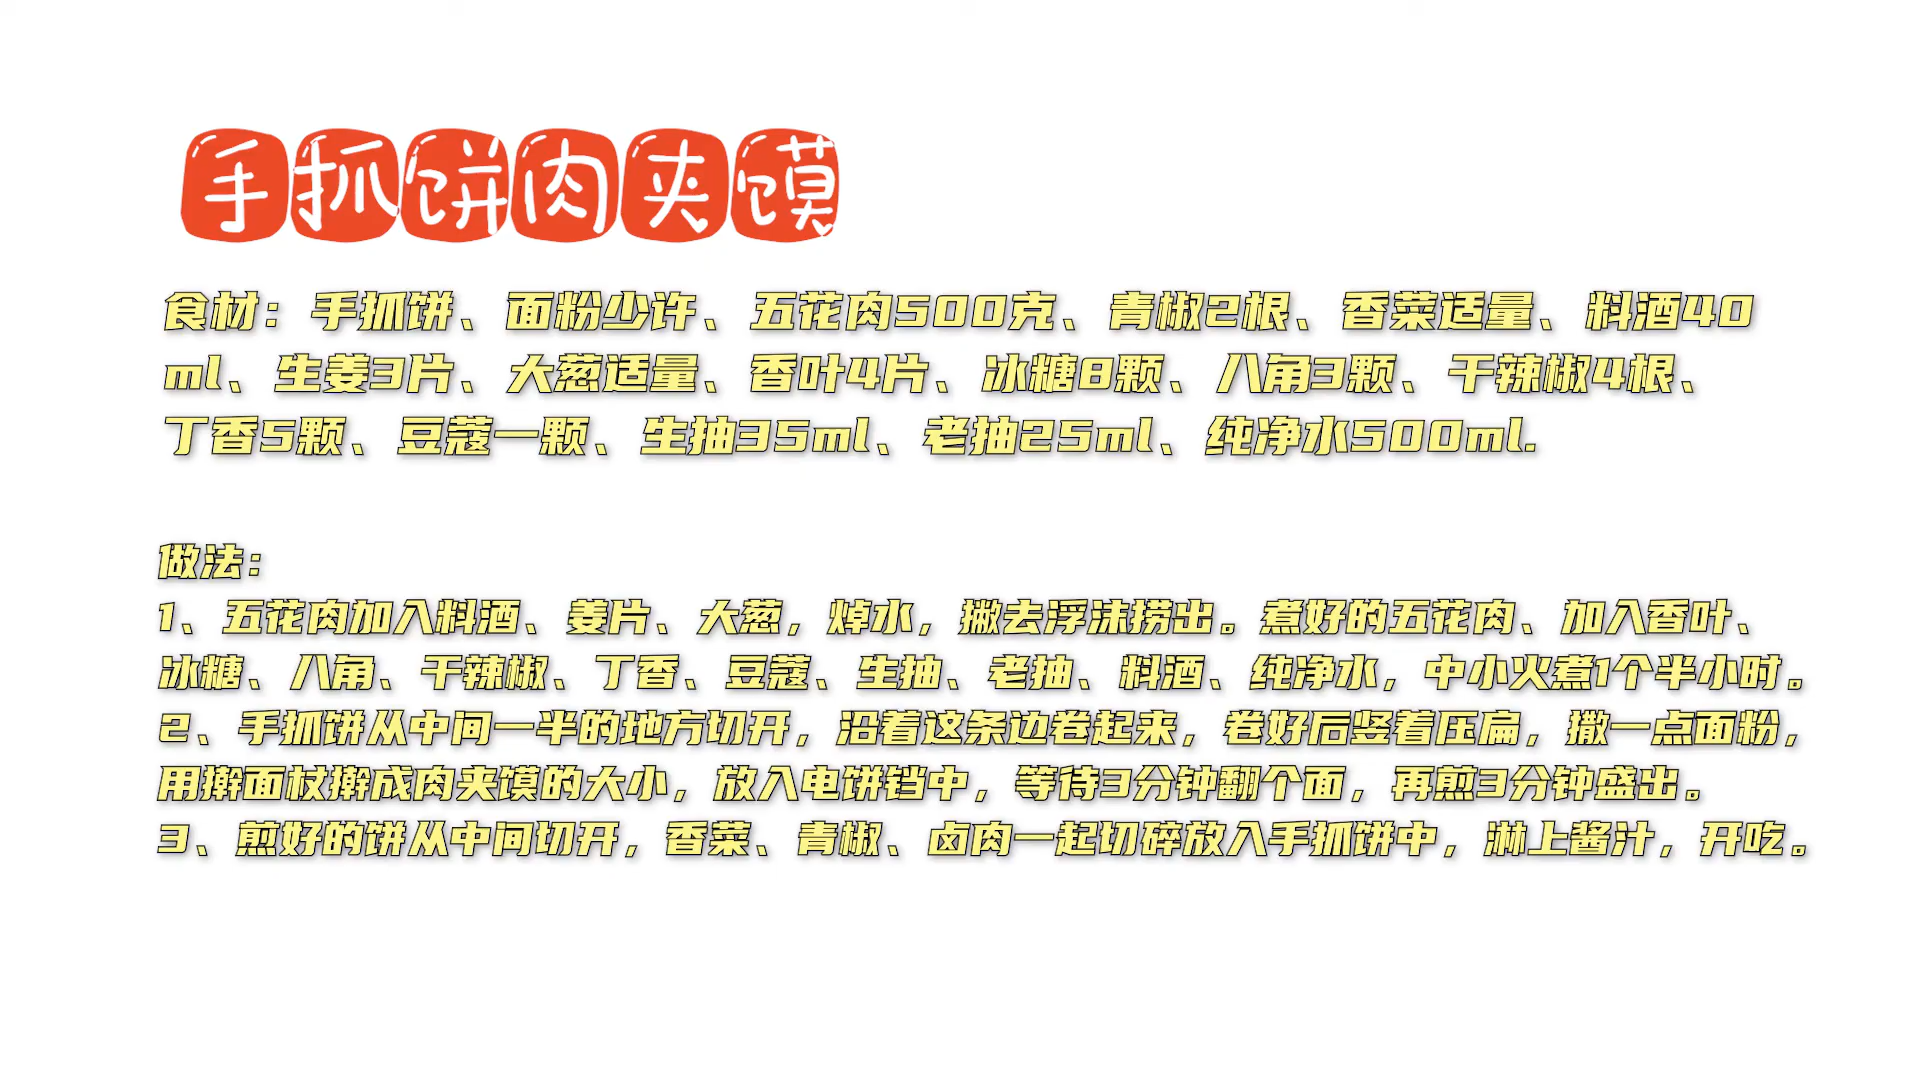 手抓饼肉夹馍
食材：手抓饼、面粉少许、五花肉500克、青椒2根、香菜适量、料酒40
ml、生姜3片、大葱适量、香叶4片、冰糖8颗、八角3颗、干辣椒4根、
丁香5颗、豆蔻一颗、生抽35ml、老抽25ml、纯净水500ml.
做法：
1、五花肉加入料酒、姜片、大葱，焯水，撇去浮沫捞出。煮好的五花肉、加入香叶、
冰糖、八角、干辣椒、丁香、豆蔻、生抽、老抽、料酒、纯净水，中小火煮1个半小时。
2、手抓饼从中间一半的地方切开，沿着这条边卷起来，卷好后竖着压扁，撒一点面粉，
用擀面杖擀成肉夹馍的大小，放入电饼铛中，等待3分钟翻个面，再煎3分钟盛出。
3、煎好的饼从中间切开，香菜、青椒、卤肉一起切碎放入手抓饼中，淋上酱汁，开吃。